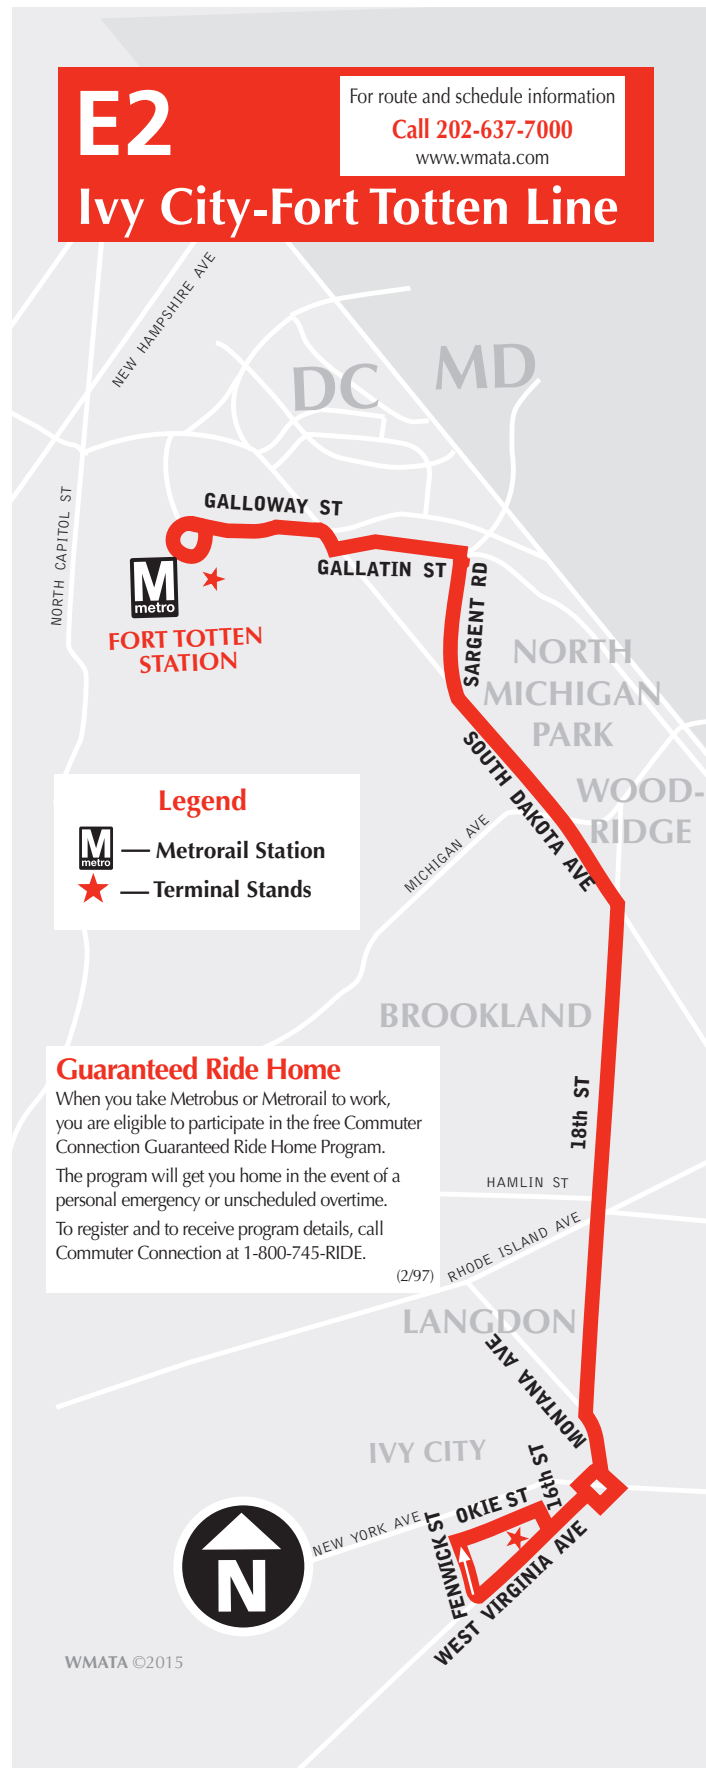 E2
For route and schedule information
Call 202-637-7000
www.wmata.com
Ivy City-Fort Totten Line
NEW HAMPSHIRE AVE
DC
MD
NORTH CAPITOL ST
GALLOWAY ST
GALLATIN ST
SARGENT RD
M
metro
FORT TOTTEN
STATION
NORTH
MICHIGAN
PARK
SOUTH DAKOTA AVE
WOOD-
RIDGE
MICHIGAN AVE
Legend
M
metro
— Metrorail Station
— Terminal Stands
BROOKLAND
18th ST
Guaranteed Ride Home
When you take Metrobus or Metrorail to work,
you are eligible to participate in the free Commuter
Connection Guaranteed Ride Home Program.
The program will get you home in the event of a
personal emergency or unscheduled overtime.
To register and to receive program details, call
Commuter Connection at 1-800-745-RIDE.
(2/97)
HAMLIN ST
RHODE ISLAND AVE
LANGDON
MONTANA AVE
IVY CITY
16th ST
OKIE ST
NEW YORK AVE
FENWICK ST
WEST VIRGINIA AVE
N
WMATA ©2015